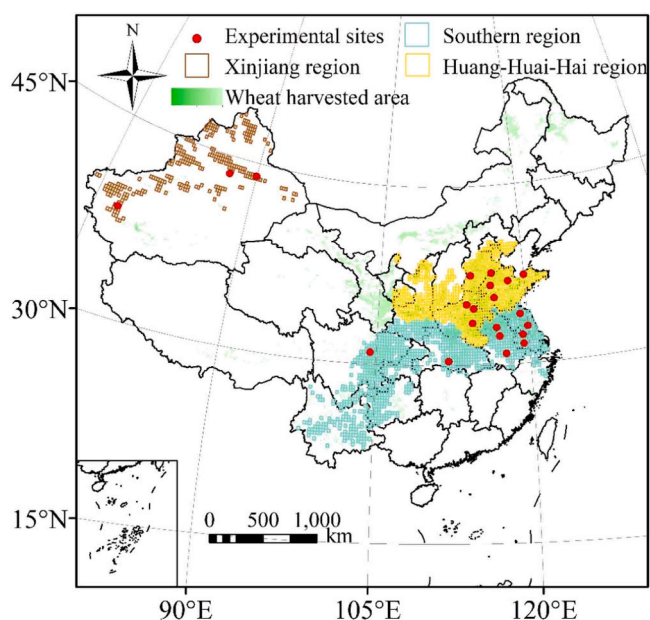 N
Experimental sites
Southern region
Xinjiang region
Huang-Huai-Hai region
Wheat harvested area
45°N
30°N
15°N
0 500 1,000
km
90°E
105°E
120°E